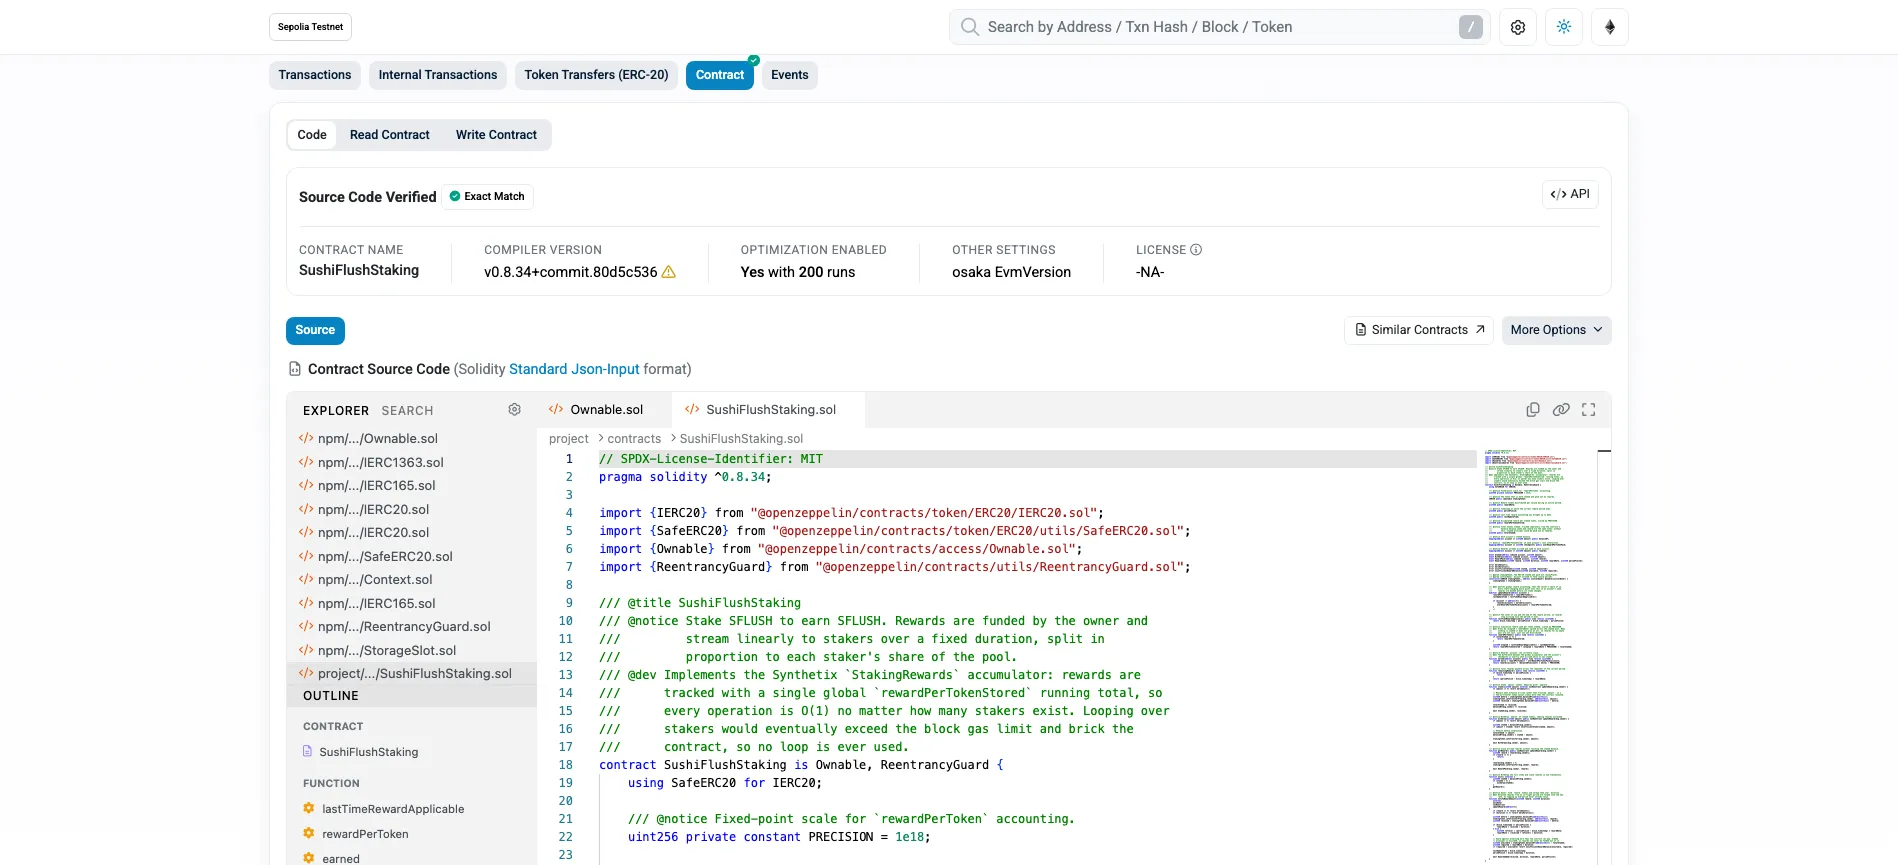 Sepolia Testnet
Search by Address / Txn Hash / Block / Token
/
Transactions
Internal Transactions
Token Transfers (ERC-20)
Contract
Events
Code
Read Contract
Write Contract
Source Code Verified
Exact Match
</> API
CONTRACT NAME
SushiFlushStaking
COMPILER VERSION
v0.8.34+commit.80d5c536
OPTIMIZATION ENABLED
Yes with 200 runs
OTHER SETTINGS
osaka EvmVersion
LICENSE
-NA-
Source
Similar Contracts
More Options
Contract Source Code (Solidity Standard Json-Input format)
EXPLORER
SEARCH
</> npm/.../Ownable.sol
</> npm/.../IERC1363.sol
</> npm/.../IERC165.sol
</> npm/.../IERC20.sol
</> npm/.../IERC20.sol
</> npm/.../SafeERC20.sol
</> npm/.../Context.sol
</> npm/.../IERC165.sol
</> npm/.../ReentrancyGuard.sol
</> npm/.../StorageSlot.sol
</> project/.../SushiFlushStaking.sol
OUTLINE
CONTRACT
SushiFlushStaking
FUNCTION
lastTimeRewardApplicable
rewardPerToken
earned
</> Ownable.sol
</> SushiFlushStaking.sol
project > contracts > SushiFlushStaking.sol
1 // SPDX-License-Identifier: MIT
2 pragma solidity ^0.8.34;
3
4 import {IERC20} from "@openzeppelin/contracts/token/ERC20/IERC20.sol";
5 import {SafeERC20} from "@openzeppelin/contracts/token/ERC20/utils/SafeERC20.sol";
6 import {Ownable} from "@openzeppelin/contracts/access/Ownable.sol";
7 import {ReentrancyGuard} from "@openzeppelin/contracts/utils/ReentrancyGuard.sol";
8
9 /// @title SushiFlushStaking
10 /// @notice Stake SFLUSH to earn SFLUSH. Rewards are funded by the owner and
11 ///         stream linearly to stakers over a fixed duration, split in
12 ///         proportion to each staker's share of the pool.
13 /// @dev Implements the Synthetix `StakingRewards` accumulator: rewards are
14 ///      tracked with a single global `rewardPerTokenStored` running total, so
15 ///      every operation is O(1) no matter how many stakers exist. Looping over
16 ///      stakers would eventually exceed the block gas limit and brick the
17 ///      contract, so no loop is ever used.
18 contract SushiFlushStaking is Ownable, ReentrancyGuard {
19     using SafeERC20 for IERC20;
20
21     /// @notice Fixed-point scale for `rewardPerToken` accounting.
22     uint256 private constant PRECISION = 1e18;
23